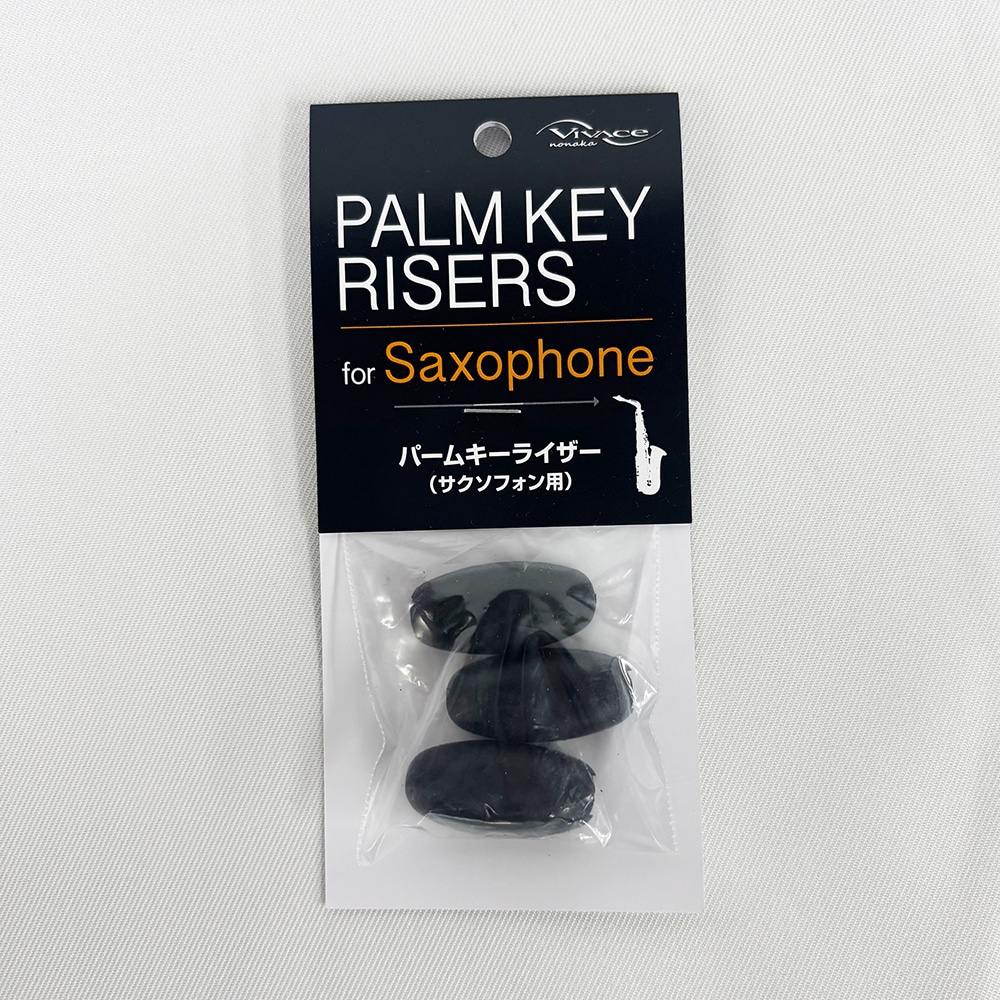 Vivace
nonaka
PALM KEY
RISERS
for Saxophone
パームキーライザー
（サクソフォン用）